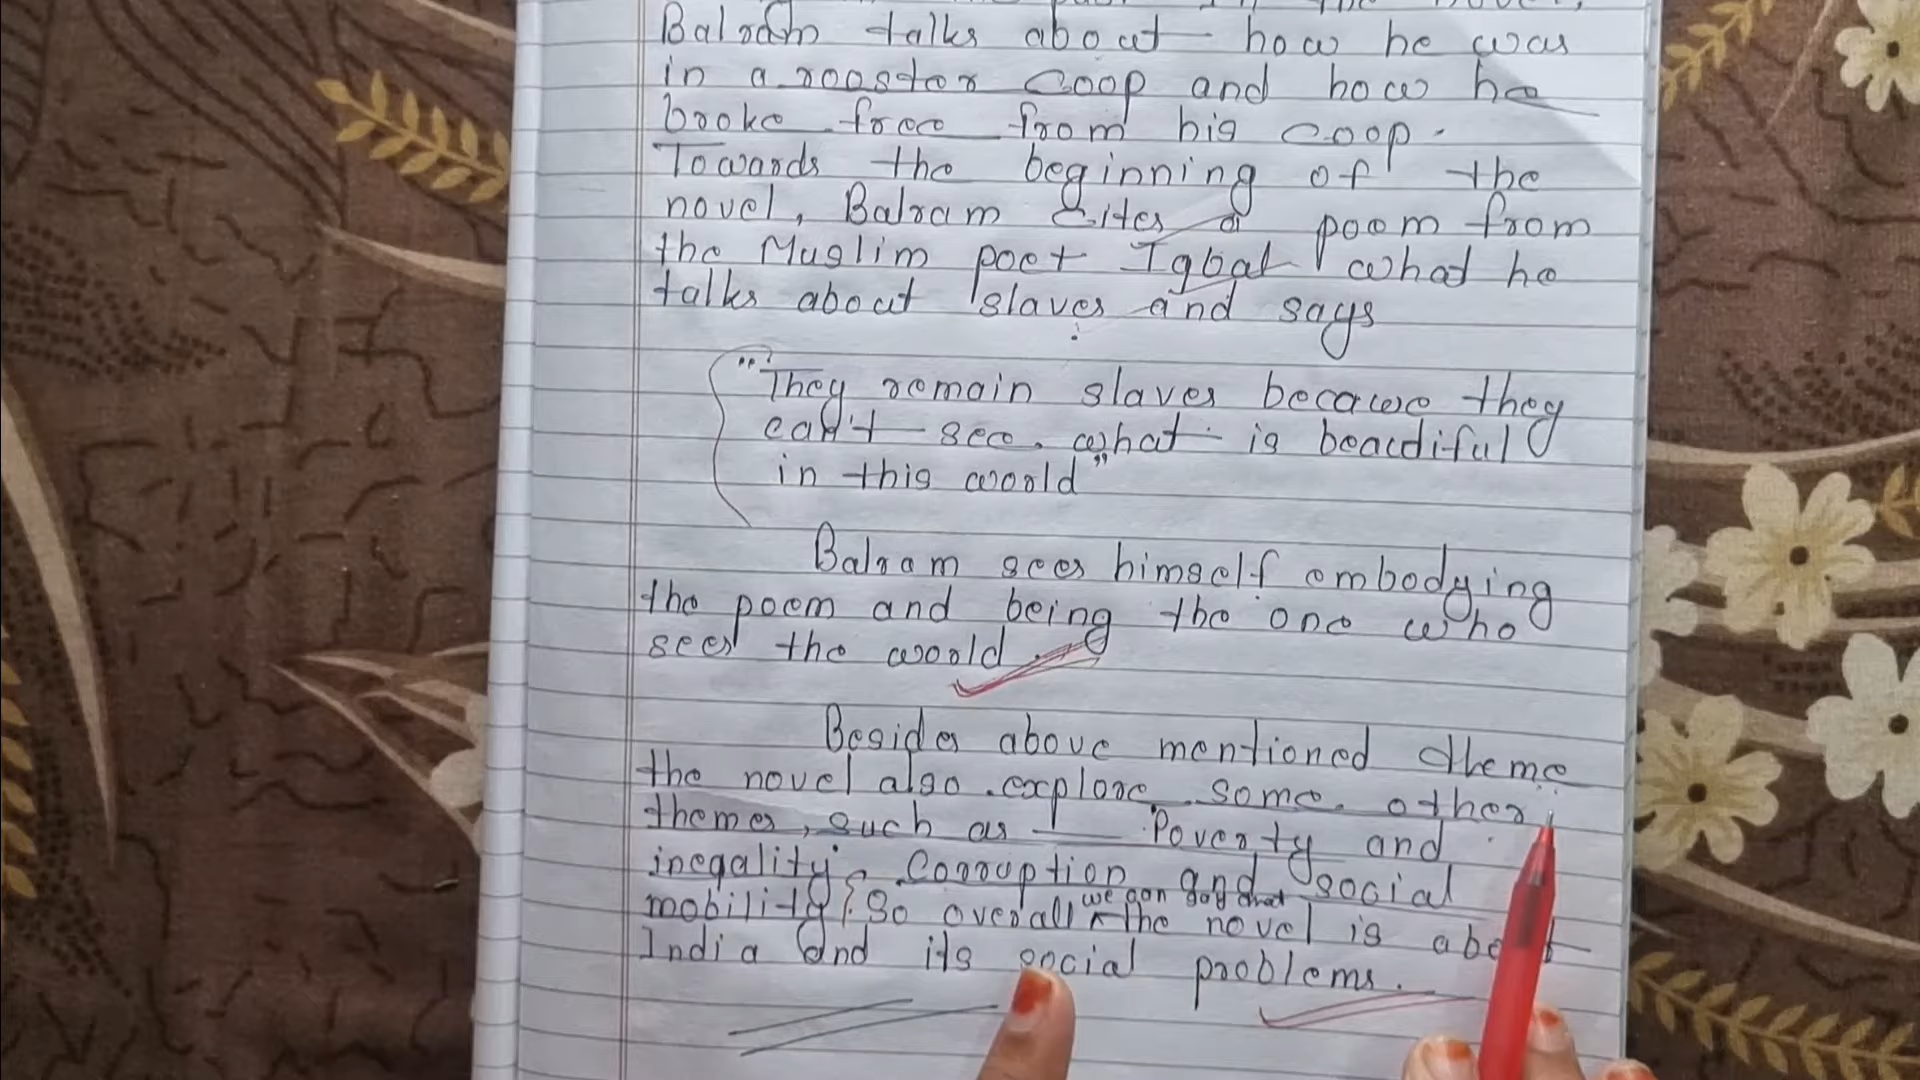 Balram talks about how he was
in a rooster coop and how he
broke free from his coop.
Towards the beginning of the
novel, Balram cites a poem from
the Muslim poet Iqbal what he
talks about slaves and says
"They remain slaves because they
can't see what is beautiful
in this world"
Balram sees himself embodying
the poem and being the one who
sees the world.
Besides above mentioned theme
the novel also explore some other
themes, such as Poverty and
ineqality, Corruption and social
mobility. So overall we can say that the novel is about
India and its social problems.